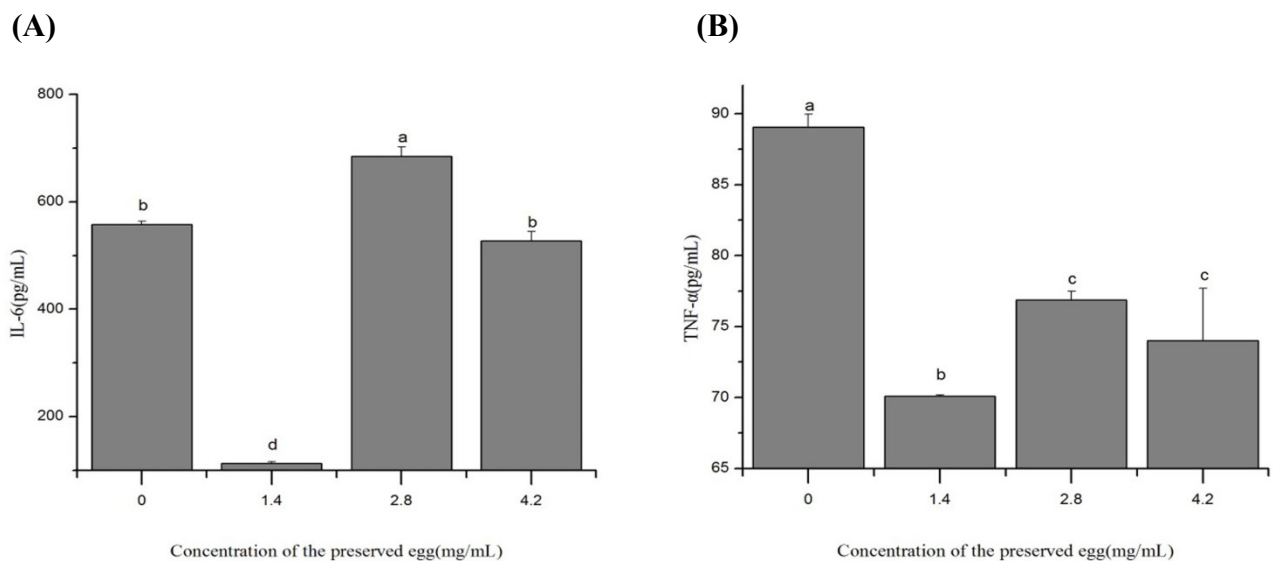 (A)
(B)
IL-6(pg/mL)
800
600
400
200
b
d
a
b
0
1.4
2.8
4.2
Concentration of the preserved egg(mg/mL)
TNF-α(pg/mL)
90
85
80
75
70
65
a
b
c
c
0
1.4
2.8
4.2
Concentration of the preserved egg(mg/mL)